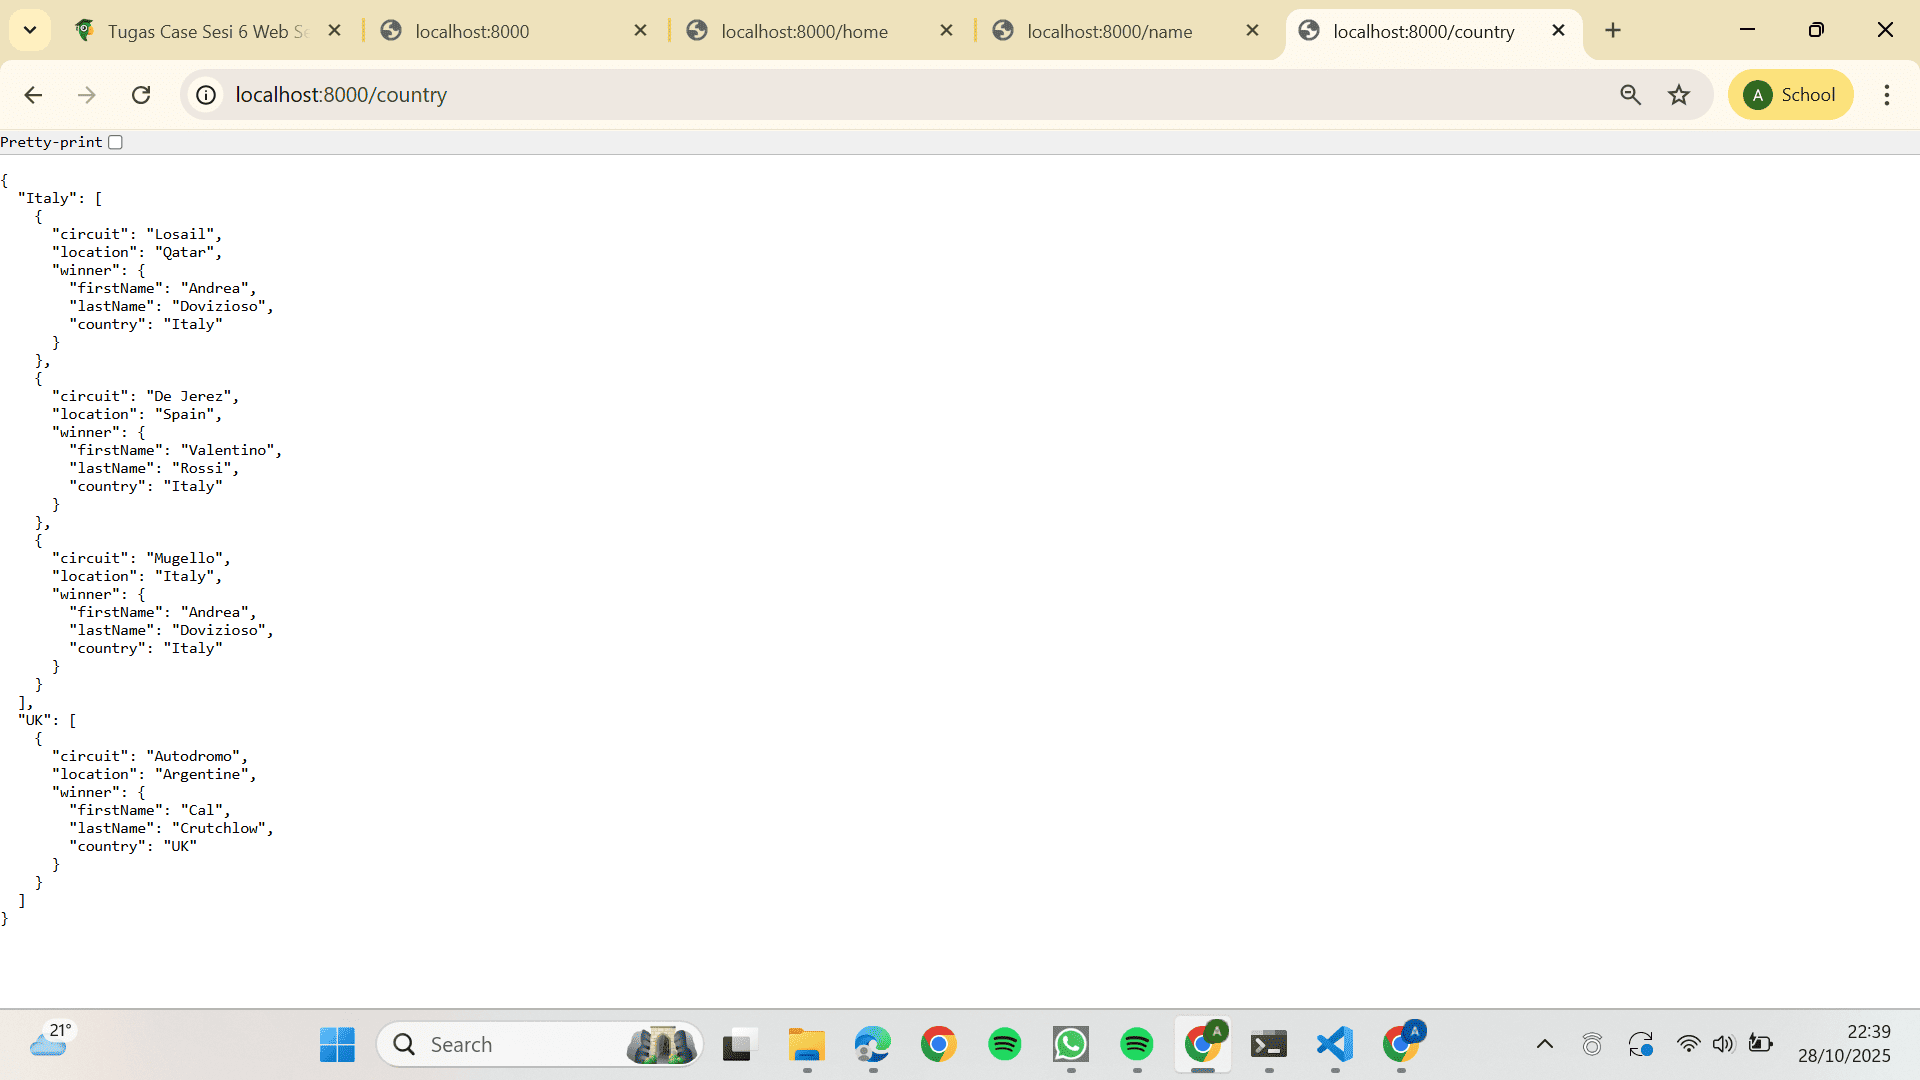 Tugas Case Sesi 6 Web Se
localhost:8000
localhost:8000/home
localhost:8000/name
localhost:8000/country
localhost:8000/country
A School
Pretty-print
{
  "Italy": [
    {
      "circuit": "Losail",
      "location": "Qatar",
      "winner": {
        "firstName": "Andrea",
        "lastName": "Dovizioso",
        "country": "Italy"
      }
    },
    {
      "circuit": "De Jerez",
      "location": "Spain",
      "winner": {
        "firstName": "Valentino",
        "lastName": "Rossi",
        "country": "Italy"
      }
    },
    {
      "circuit": "Mugello",
      "location": "Italy",
      "winner": {
        "firstName": "Andrea",
        "lastName": "Dovizioso",
        "country": "Italy"
      }
    }
  ],
  "UK": [
    {
      "circuit": "Autodromo",
      "location": "Argentine",
      "winner": {
        "firstName": "Cal",
        "lastName": "Crutchlow",
        "country": "UK"
      }
    }
  ]
}
21°
Search
A
A
22:39
28/10/2025